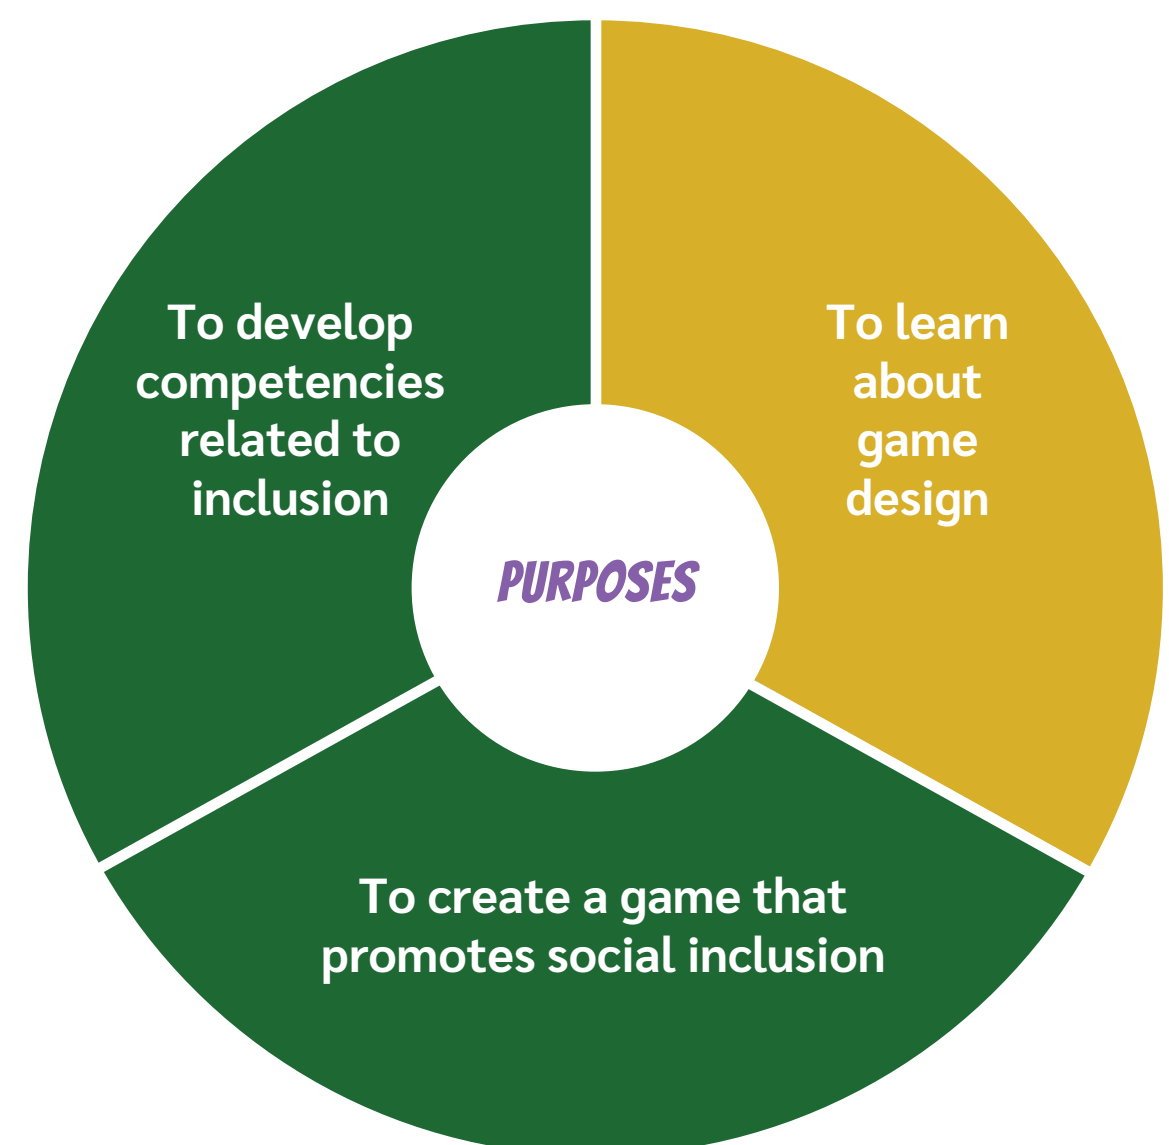 To develop
competencies
related to
inclusion
To learn
about
game
design
PURPOSES
To create a game that
promotes social inclusion